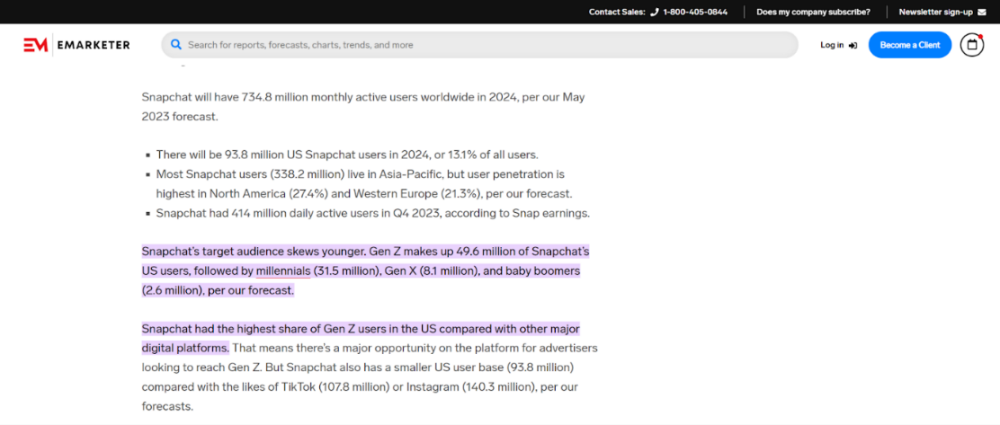 Contact Sales: 1-800-405-0844 Does my company subscribe? Newsletter sign-up
EM EMARKETER Search for reports, forecasts, charts, trends, and more Log in Become a Client
Snapchat will have 734.8 million monthly active users worldwide in 2024, per our May
2023 forecast.
▪ There will be 93.8 million US Snapchat users in 2024, or 13.1% of all users.
▪ Most Snapchat users (338.2 million) live in Asia-Pacific, but user penetration is
highest in North America (27.4%) and Western Europe (21.3%), per our forecast.
▪ Snapchat had 414 million daily active users in Q4 2023, according to Snap earnings.
Snapchat’s target audience skews younger. Gen Z makes up 49.6 million of Snapchat’s
US users, followed by millennials (31.5 million), Gen X (8.1 million), and baby boomers
(2.6 million), per our forecast.
Snapchat had the highest share of Gen Z users in the US compared with other major
digital platforms. That means there’s a major opportunity on the platform for advertisers
looking to reach Gen Z. But Snapchat also has a smaller US user base (93.8 million)
compared with the likes of TikTok (107.8 million) or Instagram (140.3 million), per our
forecasts.